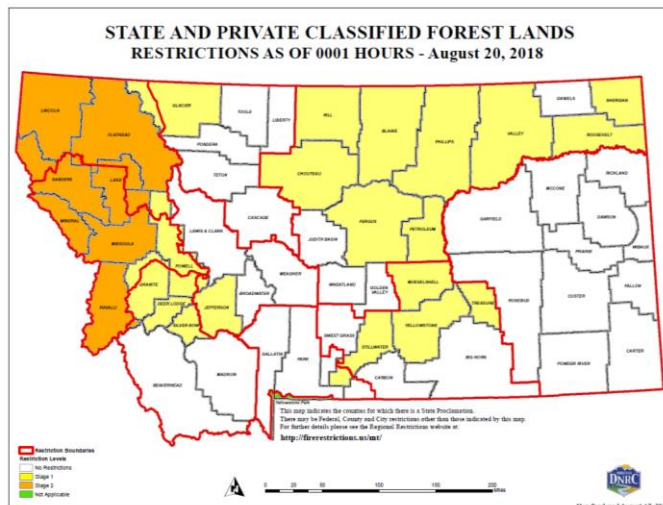 STATE AND PRIVATE CLASSIFIED FOREST LANDS
RESTRICTIONS AS OF 0001 HOURS - August 20, 2018
LINCOLN
FLATHEAD
GLACIER
TOOLE
LIBERTY
HILL
BLAINE
PHILLIPS
VALLEY
DANIELS
SHERIDAN
ROOSEVELT
PONDERA
TETON
CHOUTEAU
SANDERS
LAKE
MINERAL
MISSOULA
POWELL
LEWIS & CLARK
CASCADE
JUDITH BASIN
FERGUS
PETROLEUM
GARFIELD
MCCONE
RICHLAND
DAWSON
WIBAUX
PRAIRIE
RAVALLI
GRANITE
DEER LODGE
SILVER BOW
JEFFERSON
BROADWATER
MEAGHER
WHEATLAND
GOLDEN VALLEY
MUSSELSHELL
TREASURE
ROSEBUD
CUSTER
FALLON
YELLOWSTONE
STILLWATER
SWEET GRASS
BEAVERHEAD
MADISON
GALLATIN
PARK
CARBON
BIG HORN
POWDER RIVER
CARTER
Yellowstone Park
This map indicates the counties for which there is a State Proclamation.
There may be Federal, County and City restrictions other than those indicated by this map.
For further details please see the Regional Restrictions website at:
http://firerestrictions.us/mt/
Restriction Boundaries
Restriction Levels
No Restrictions
Stage 1
Stage 2
Not Applicable
0 25 50 100 150 200
Miles
DNRC